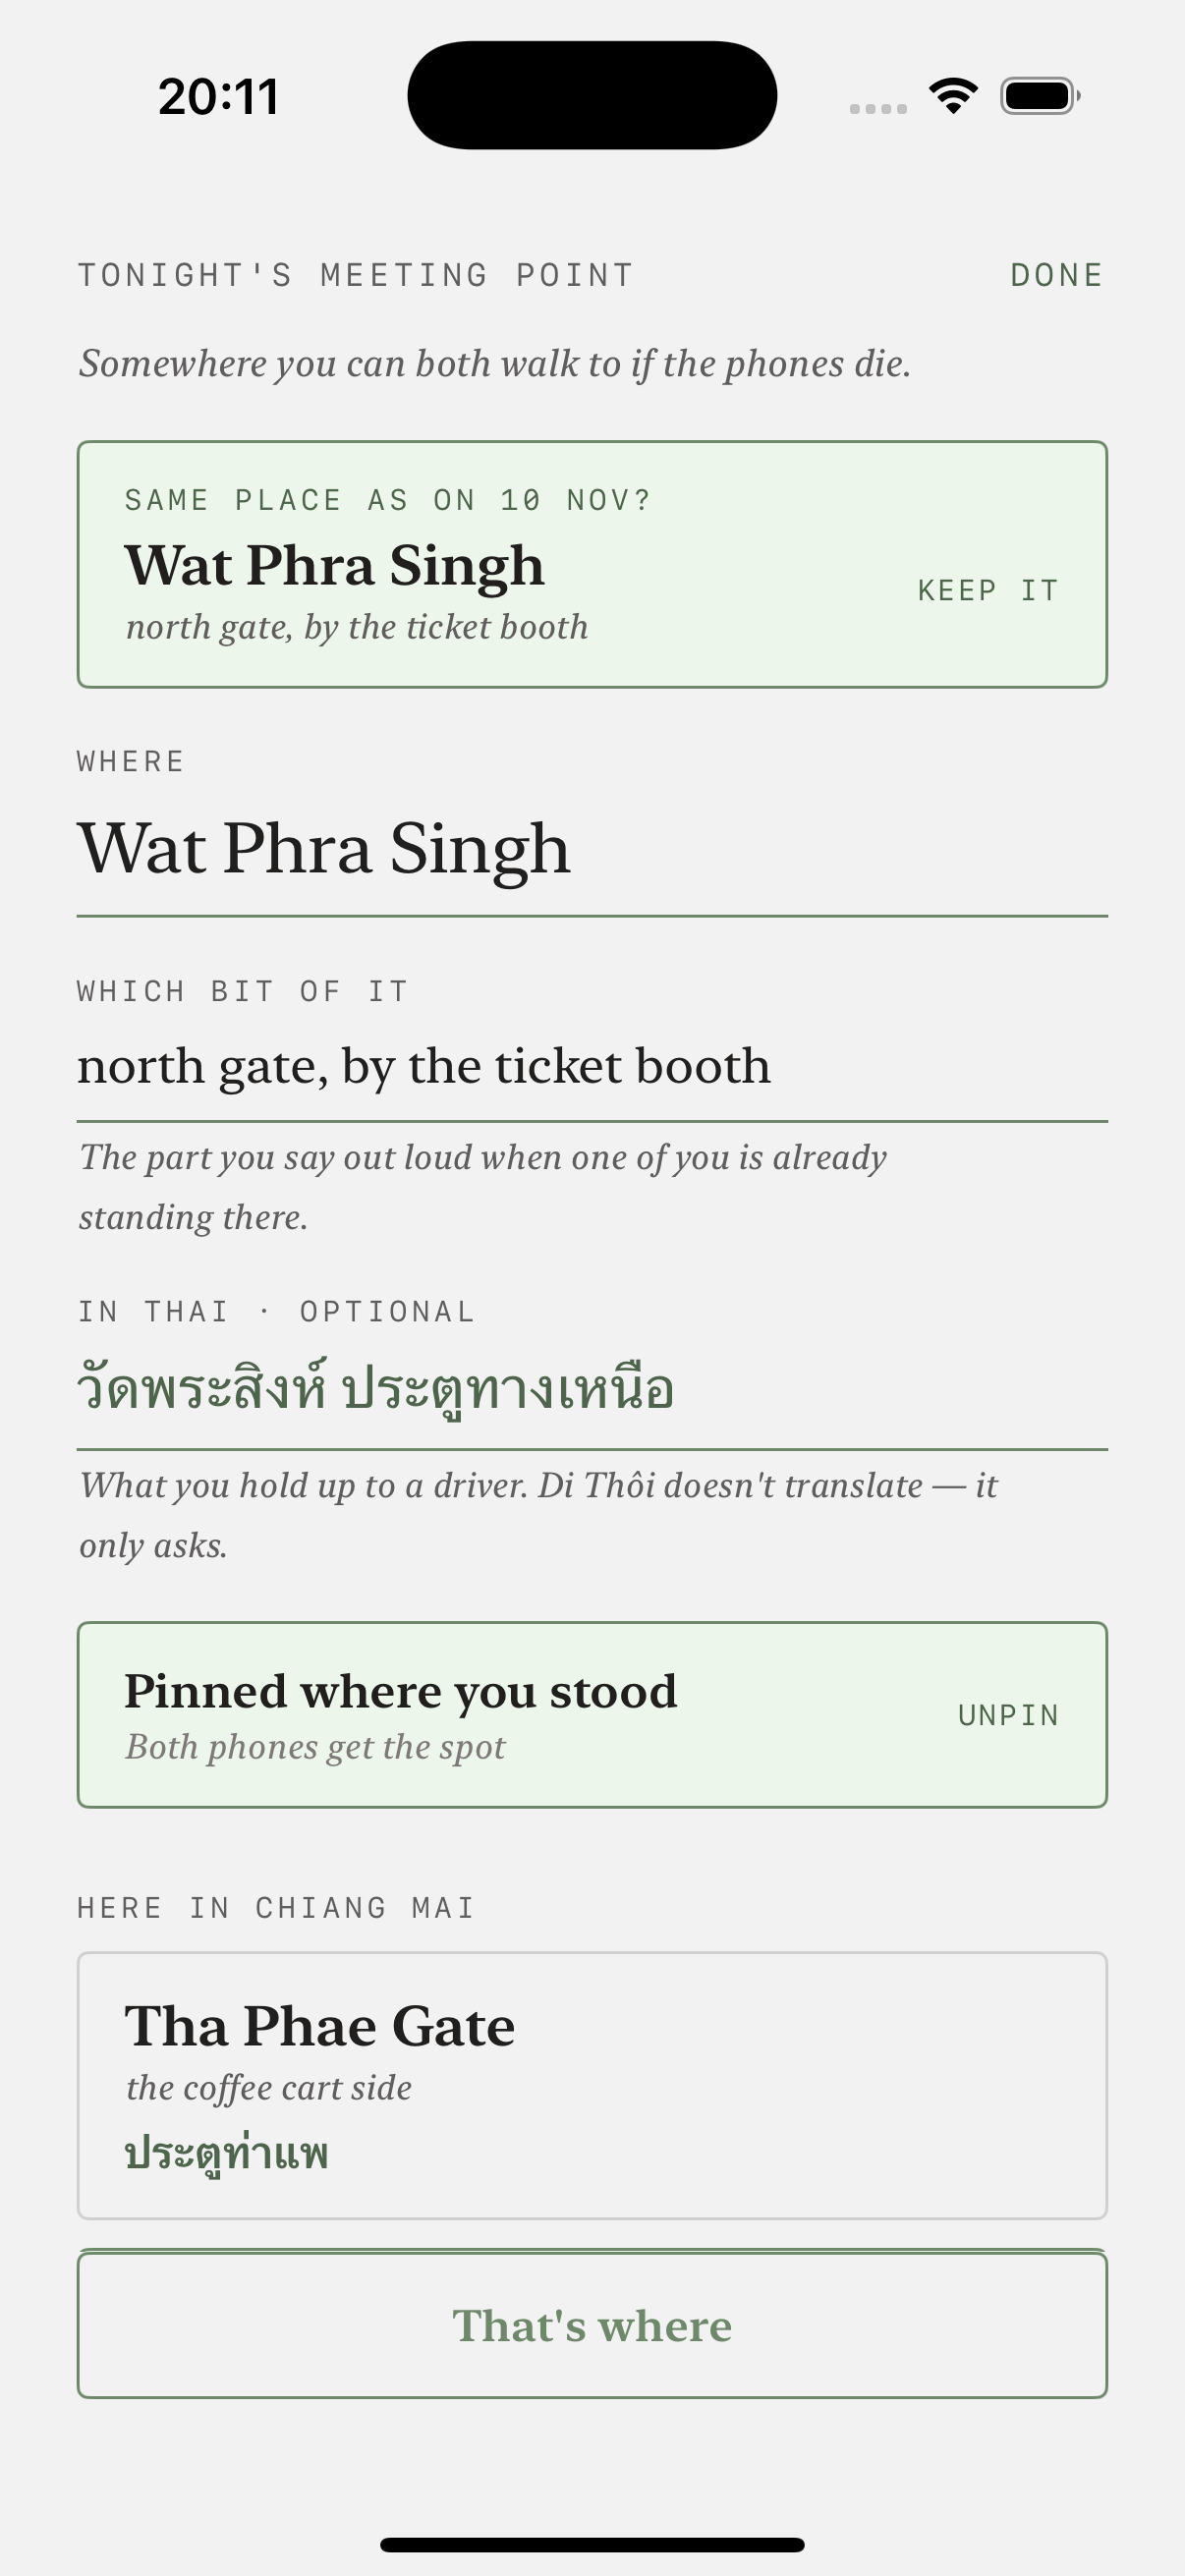 20:11
TONIGHT'S MEETING POINT
DONE
Somewhere you can both walk to if the phones die.
SAME PLACE AS ON 10 NOV?
Wat Phra Singh
north gate, by the ticket booth
KEEP IT
WHERE
Wat Phra Singh
WHICH BIT OF IT
north gate, by the ticket booth
The part you say out loud when one of you is already
standing there.
IN THAI · OPTIONAL
วัดพระสิงห์ ประตูทางเหนือ
What you hold up to a driver. Di Thôi doesn't translate — it
only asks.
Pinned where you stood
Both phones get the spot
UNPIN
HERE IN CHIANG MAI
Tha Phae Gate
the coffee cart side
ประตูท่าแพ
That's where